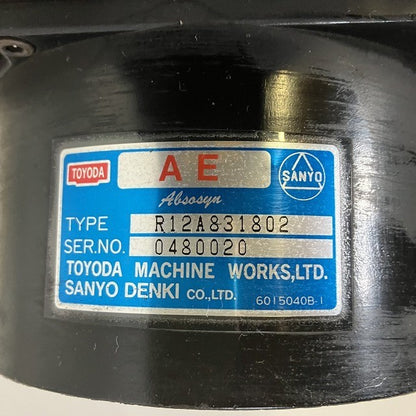 TOYODA AE SANYO
Absosyn
TYPE R12A831802
SER.NO. 0480020
TOYODA MACHINE WORKS,LTD.
SANYO DENKI CO.,LTD.
6015040B-1